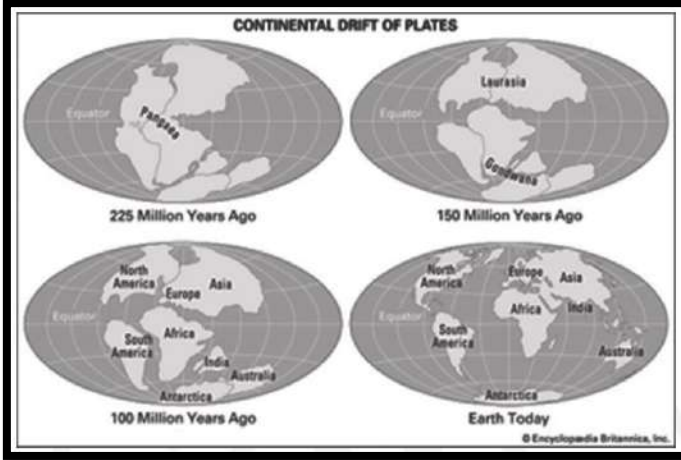 CONTINENTAL DRIFT OF PLATES
Equator
Pangaea
225 Million Years Ago
Equator
Laurasia
Gondwana
150 Million Years Ago
North
America
Asia
Europe
Equator
Africa
South
America
India
Australia
Antarctica
100 Million Years Ago
North
America
Europe
Asia
Equator
Africa
India
South
America
Australia
Antarctica
Earth Today
© Encyclopædia Britannica, Inc.